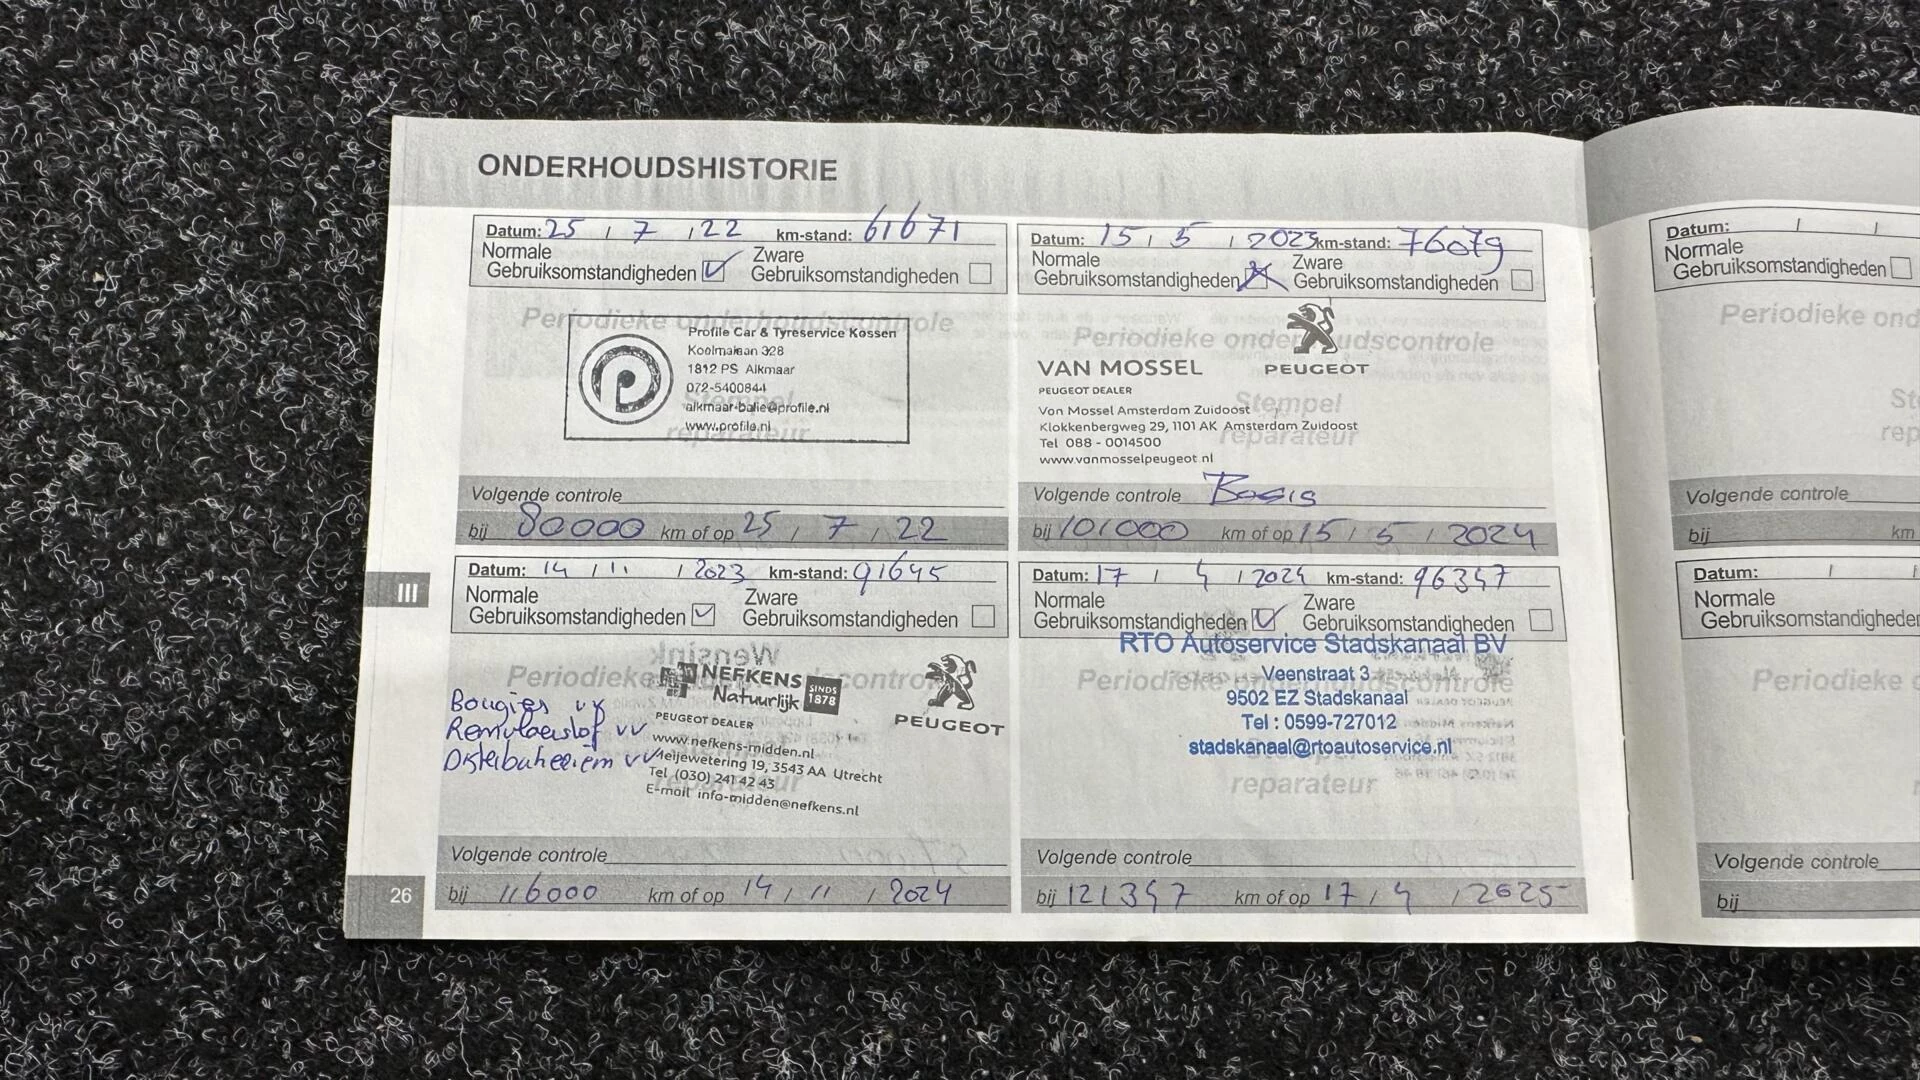 ONDERHOUDSHISTORIE
Datum: 25 / 7 / 22 km-stand: 61671
Normale
Gebruiksomstandigheden
Zware
Gebruiksomstandigheden
Periodieke onderhoudscontrole
Profile Car & Tyreservice Kossen
Koelmalaan 328
1812 PS Alkmaar
072-5400844
alkmaar-balie@profile.nl
www.profile.nl
Stempel
reparateur
Volgende controle
bij 80000 km of op 25 / 7 / 22
Datum: 15 / 5 / 2023 km-stand: 76079
Normale
Gebruiksomstandigheden
Zware
Gebruiksomstandigheden
Periodieke onderhoudscontrole
VAN MOSSEL
PEUGEOT DEALER
PEUGEOT
Van Mossel Amsterdam Zuidoost
Klokkenbergweg 29, 1101 AK Amsterdam Zuidoost
Tel 088 - 0014500
www.vanmosselpeugeot.nl
Stempel
reparateur
Volgende controle Basis
bij 101000 km of op 15 / 5 / 2024
Datum: 14 / 11 / 2023 km-stand: 91645
Normale
Gebruiksomstandigheden
Zware
Gebruiksomstandigheden
Periodieke
NEFKENS
Natuurlijk
SINDS
1878
PEUGEOT
PEUGEOT DEALER
www.nefkens-midden.nl
Meijewetering 19, 3543 AA Utrecht
Tel (030) 241 42 43
E-mail info-midden@nefkens.nl
Bougies vv
Remvloeistof vv
Distributieriem vv
reparateur
Volgende controle
bij 116000 km of op 14 / 11 / 2024
Datum: 17 / 4 / 2024 km-stand: 96347
Normale
Gebruiksomstandigheden
Zware
Gebruiksomstandigheden
RTO Autoservice Stadskanaal BV
Periodieke onderhoudscontrole
Veenstraat 3
9502 EZ Stadskanaal
Tel : 0599-727012
stadskanaal@rtoautoservice.nl
Stempel
reparateur
Volgende controle
bij 121347 km of op 17 / 4 / 2025
III
26
Datum: / /
Normale
Gebruiksomstandigheden
Periodieke ond
Ste
rep
Volgende controle
bij km
Datum: / /
Normale
Gebruiksomstandigheden
Periodieke
Volgende controle
bij